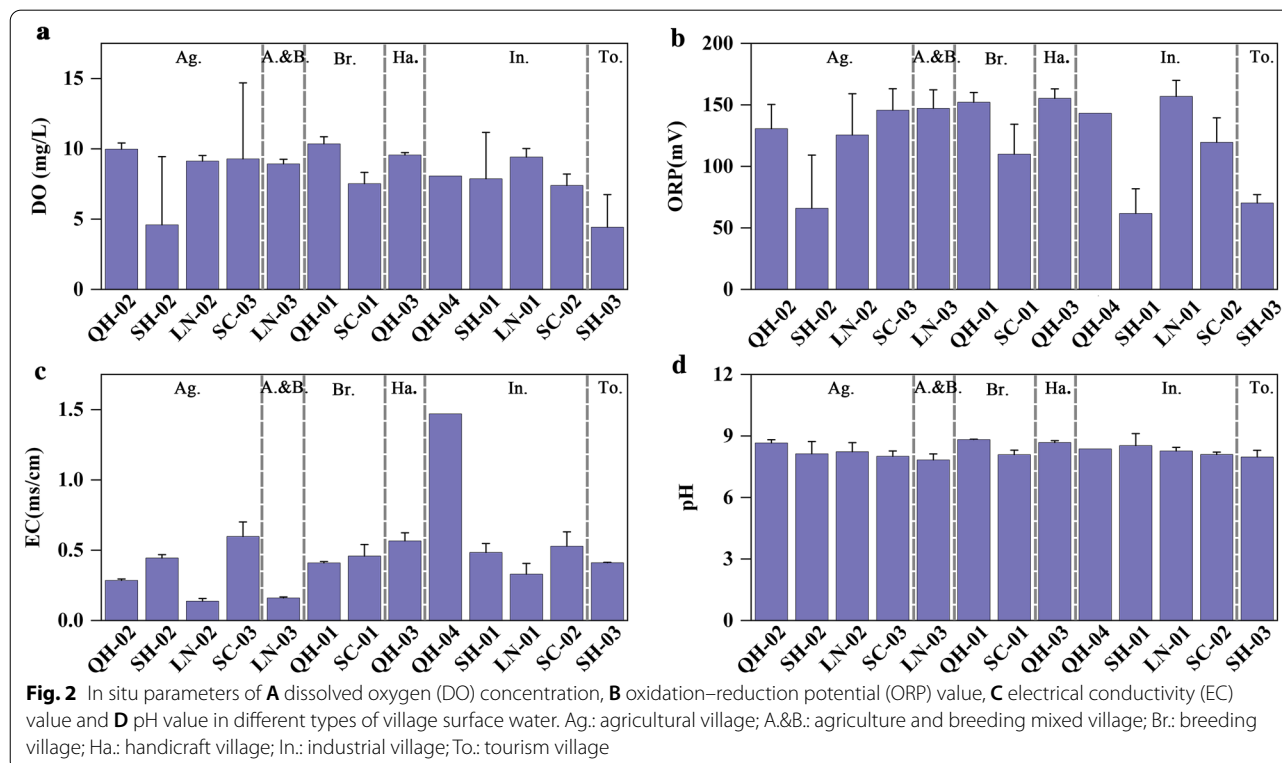 a
Ag. A.&B. Br. Ha. In. To.
DO (mg/L)
15
10
5
0
QH-02 SH-02 LN-02 SC-03 LN-03 QH-01 SC-01 QH-03 QH-04 SH-01 LN-01 SC-02 SH-03
b
Ag. A.&B. Br. Ha. In. To.
ORP(mV)
200
150
100
50
0
QH-02 SH-02 LN-02 SC-03 LN-03 QH-01 SC-01 QH-03 QH-04 SH-01 LN-01 SC-02 SH-03
c
Ag. A.&B. Br. Ha. In. To.
EC(ms/cm)
1.5
1.0
0.5
0.0
QH-02 SH-02 LN-02 SC-03 LN-03 QH-01 SC-01 QH-03 QH-04 SH-01 LN-01 SC-02 SH-03
d
Ag. A.&B. Br. Ha. In. To.
pH
12
9
6
3
0
QH-02 SH-02 LN-02 SC-03 LN-03 QH-01 SC-01 QH-03 QH-04 SH-01 LN-01 SC-02 SH-03
Fig. 2 In situ parameters of A dissolved oxygen (DO) concentration, B oxidation–reduction potential (ORP) value, C electrical conductivity (EC)
value and D pH value in different types of village surface water. Ag.: agricultural village; A.&B.: agriculture and breeding mixed village; Br.: breeding
village; Ha.: handicraft village; In.: industrial village; To.: tourism village